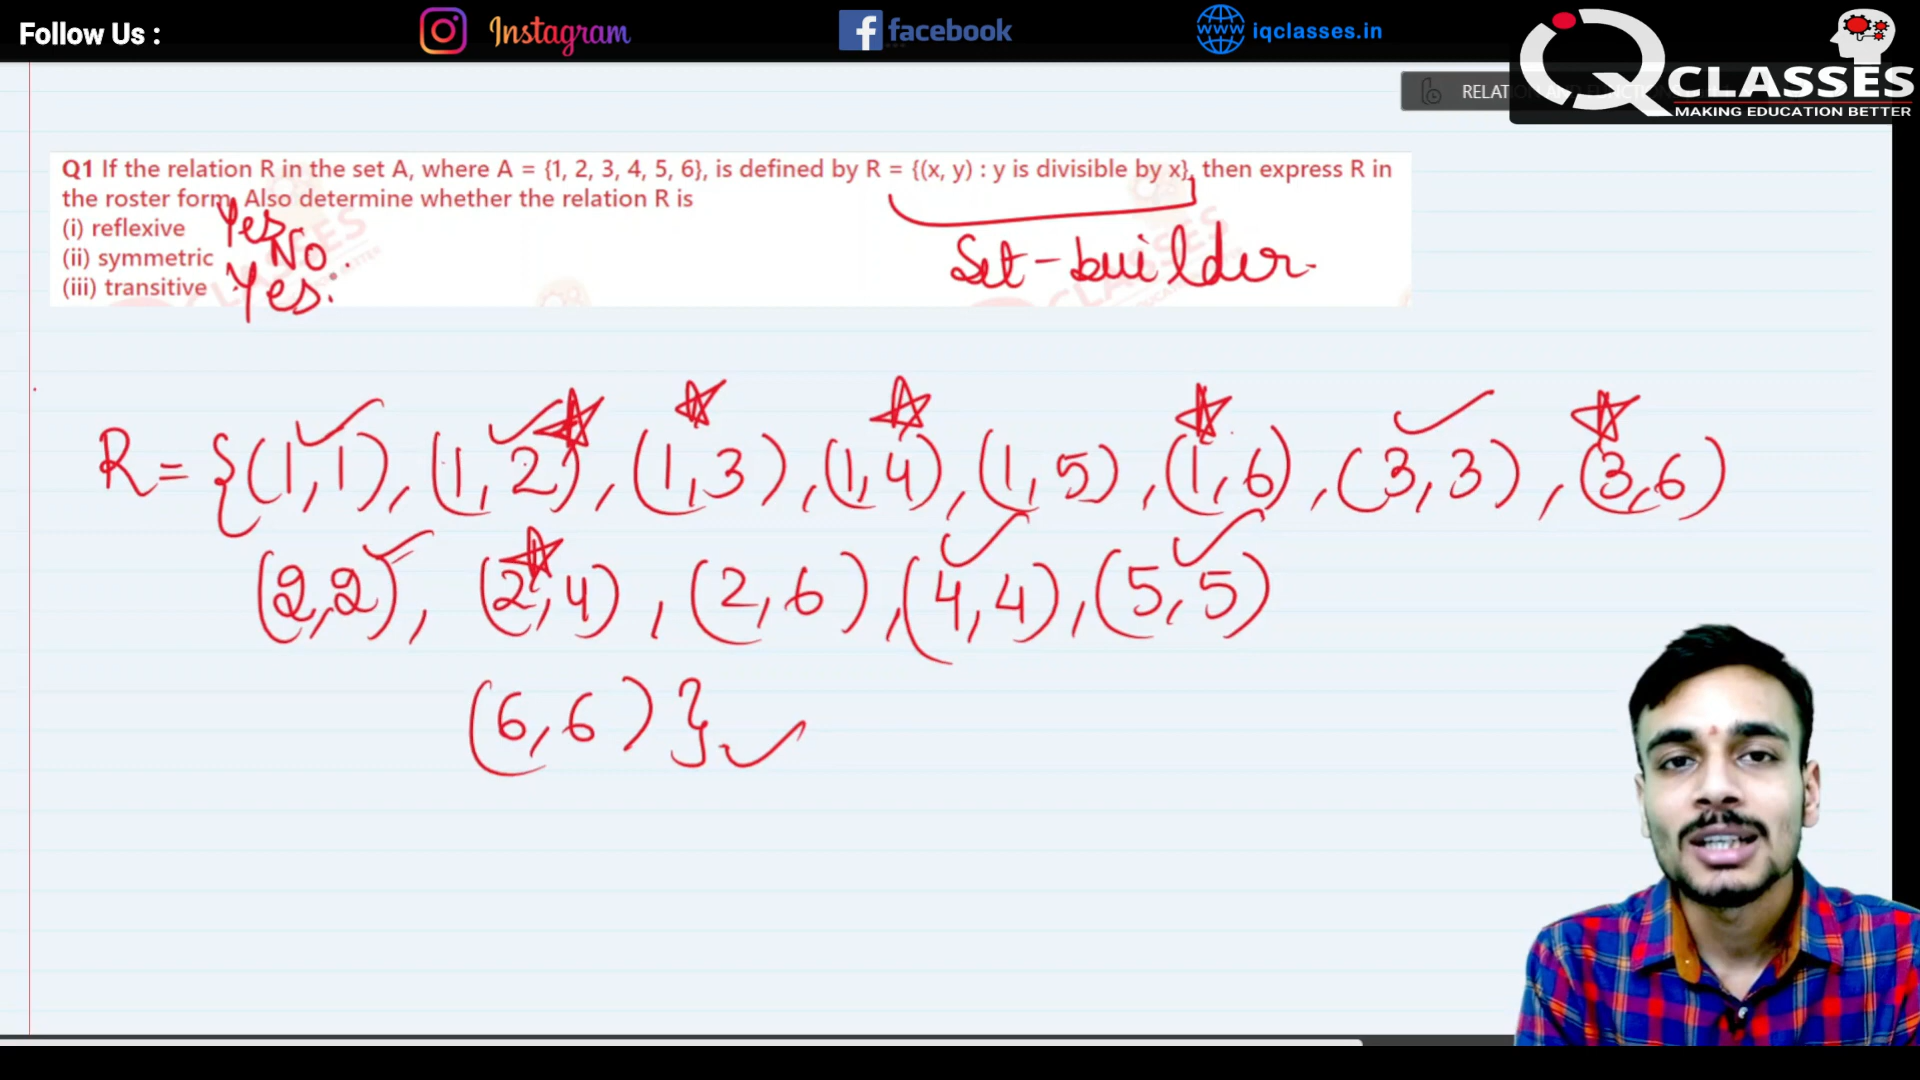 Follow Us : Instagram facebook www iqclasses.in
IQ CLASSES
MAKING EDUCATION BETTER
Q1 If the relation R in the set A, where A = {1, 2, 3, 4, 5, 6}, is defined by R = {(x, y) : y is divisible by x}, then express R in
the roster form. Also determine whether the relation R is
(i) reflexive Yes
(ii) symmetric No.
(iii) transitive Yes.
Set-builder
R = {(1,1), (1,2), (1,3), (1,4), (1,5), (1,6), (3,3), (3,6)
(2,2), (2,4), (2,6), (4,4), (5,5)
(6,6)}